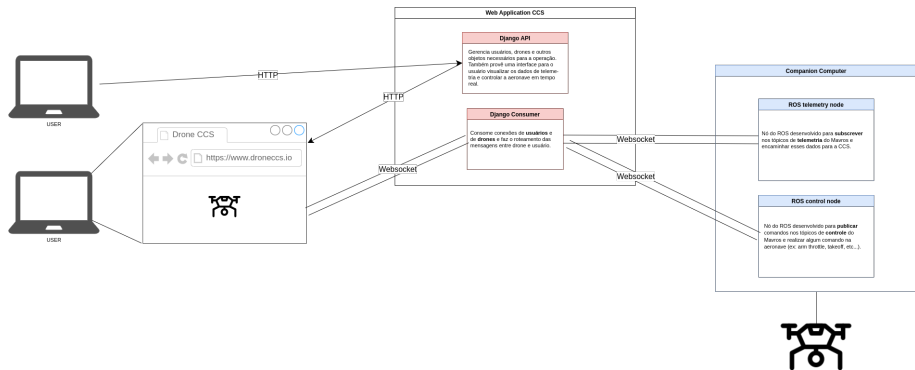 Web Application CCS
Django API
Gerencia usuários, drones e outros
objetos necessários para a operação.
Também provê uma interface para o
usuário visualizar os dados de teleme-
tria e controlar a aeronave em tempo
real
HTTP
USER
HTTP
Companion Computer
ROS telemetry node
Nó do ROS desenvolvido para subscrever
nos tópicos de telemetria do Mavros e
encaminhar esses dados para a CCS.
Django Consumer
Consome conexões de usuários e
de drones e faz o roteamento das
mensagens entre drone e usuário.
Websocket
Drone CCS
https://www.droneccs.io
Websocket
Websocket
ROS control node
Nó do ROS desenvolvido para publicar
comandos nos tópicos de controle do
Mavros e realizar algum comando na
aeronave (ex: arm throttle, takeoff, etc...).
USER